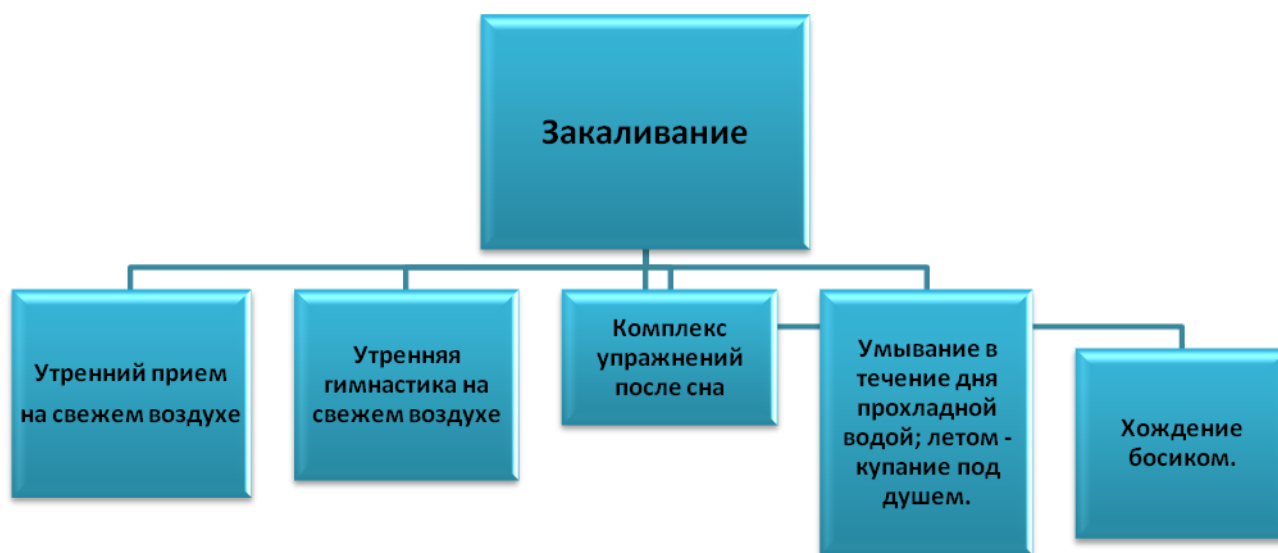 Закаливание
Утренний прием
на свежем воздухе
Утренняя
гимнастика на
свежем воздухе
Комплекс
упражнений
после сна
Умывание в
течение дня
прохладной
водой; летом -
купание под
душем.
Хождение
босиком.